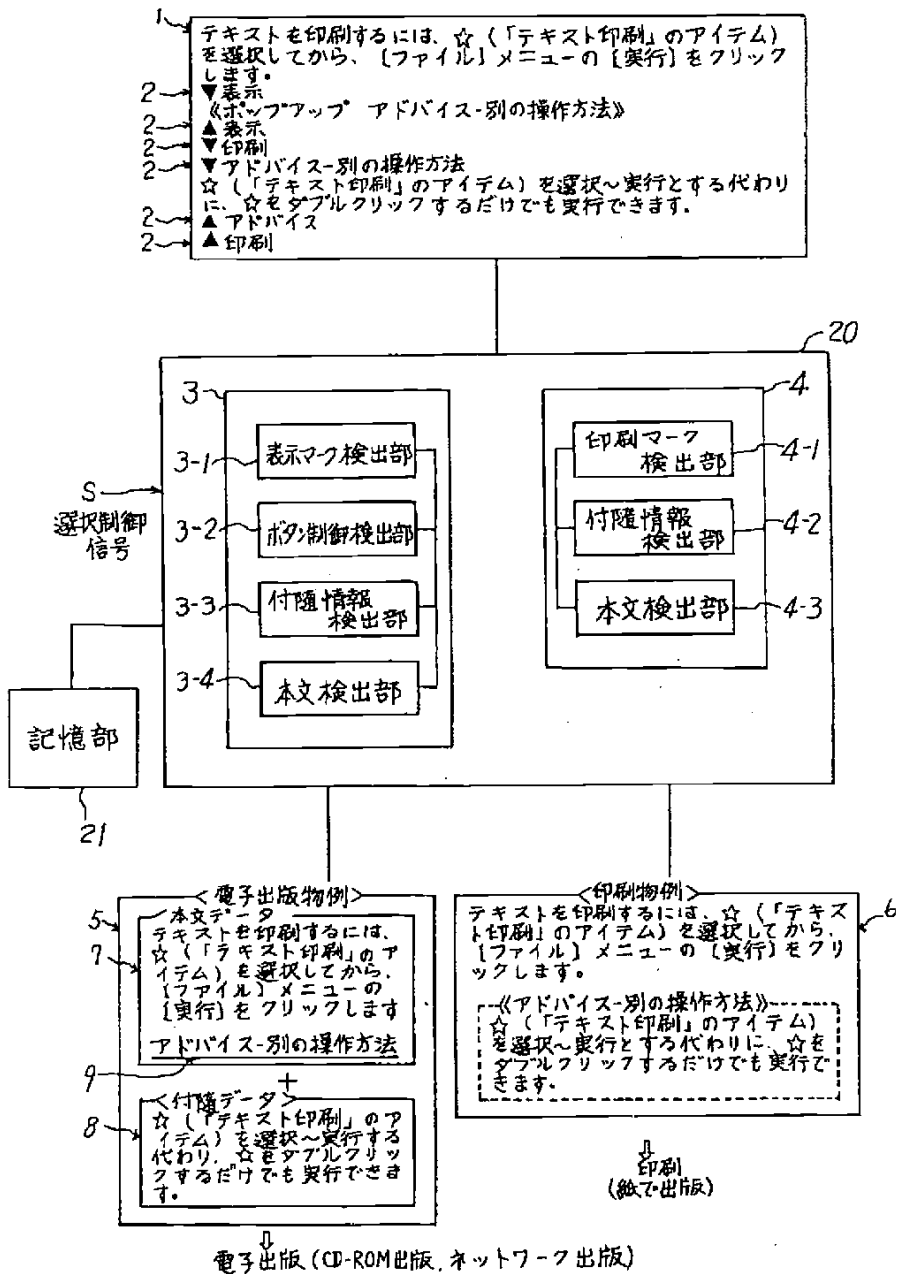 1
テキストを印刷するには、☆(「テキスト印刷」のアイテム)
を選択してから、[ファイル]メニューの[実行]をクリック
します。
2 ▼表示
《ポップアップ アドバイス-別の操作方法》
2 ▲表示
2 ▼印刷
2 ▼アドバイス-別の操作方法
☆(「テキスト印刷」のアイテム)を選択~実行とする代わり
に、☆をダブルクリックするだけでも実行できます.
2 ▲アドバイス
2 ▲印刷
20
3
3-1 表示マーク検出部
3-2 ボタン制御検出部
3-3 付随情報
検出部
3-4 本文検出部
4
印刷マーク
検出部 4-1
付随情報
検出部 4-2
本文検出部 4-3
S
選択制御
信号
記憶部
21
<電子出版物例>
5
本文データ
7
テキストを印刷するには、
☆(「テキスト印刷」のア
イテム)を選択してから、
[ファイル]メニューの
[実行]をクリックします
アドバイス-別の操作方法
9
+
<付随データ>
8
☆(「テキスト印刷」のア
イテム)を選択~実行する
代わり、☆をダブルクリッ
クするだけでも実行できま
す。
電子出版(CD-ROM出版,ネットワーク出版)
<印刷物例>
6
テキストを印刷するには、☆(「テキス
ト印刷」のアイテム)を選択してから、
[ファイル]メニューの[実行]をクリ
ックします。
《アドバイス-別の操作方法》
☆(「テキスト印刷」のアイテム)
を選択~実行とする代わりに、☆を
ダブルクリックするだけでも実行で
きます.
印刷
(紙で出版)